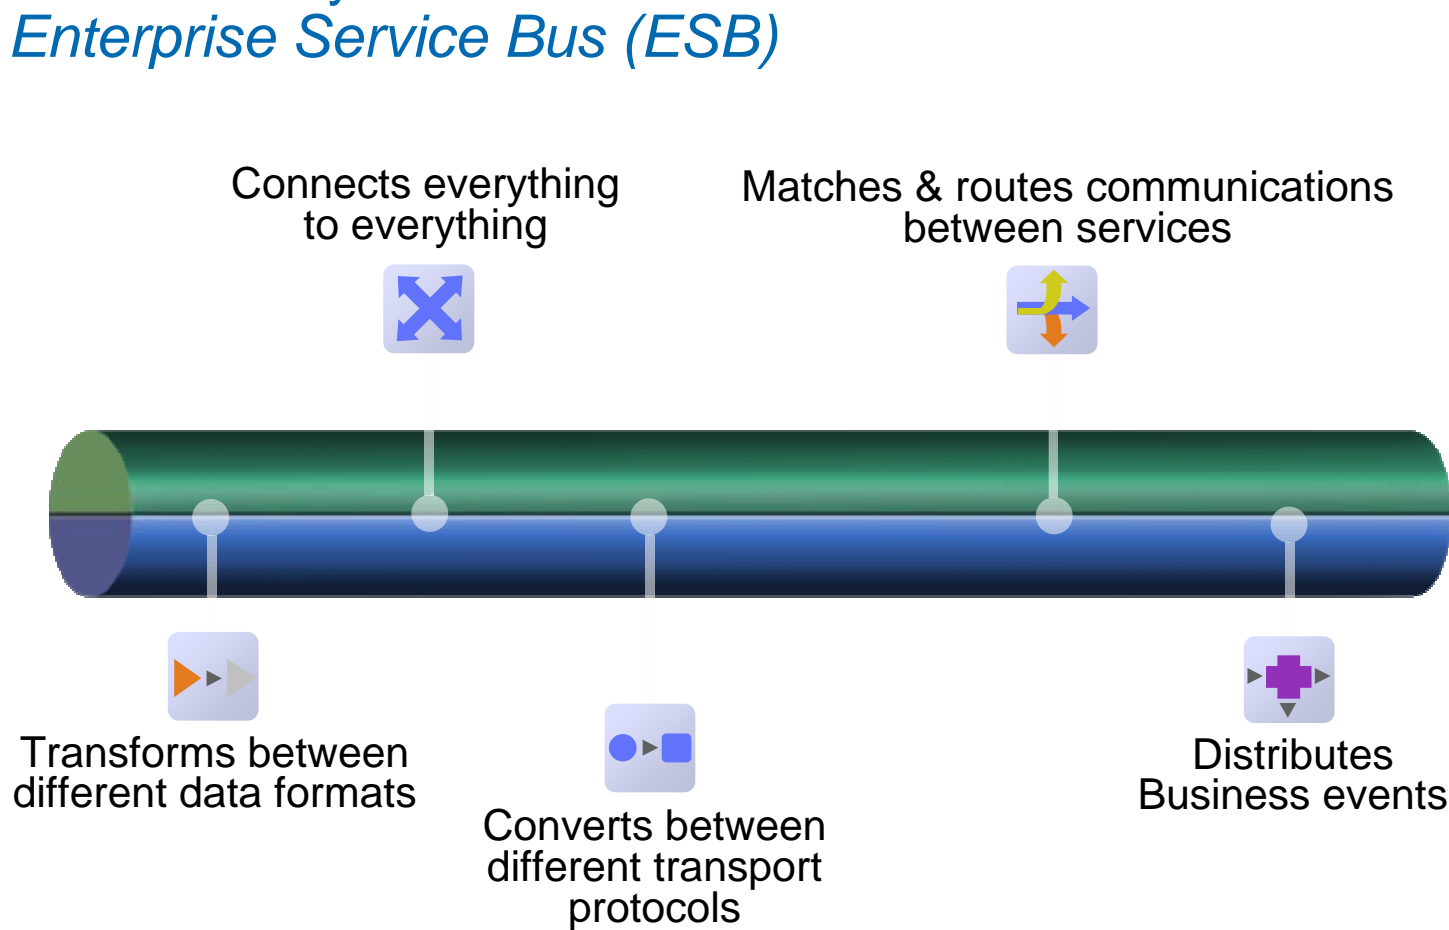 Enterprise Service Bus (ESB)
Connects everything
to everything
Matches & routes communications
between services
Transforms between
different data formats
Converts between
different transport
protocols
Distributes
Business events